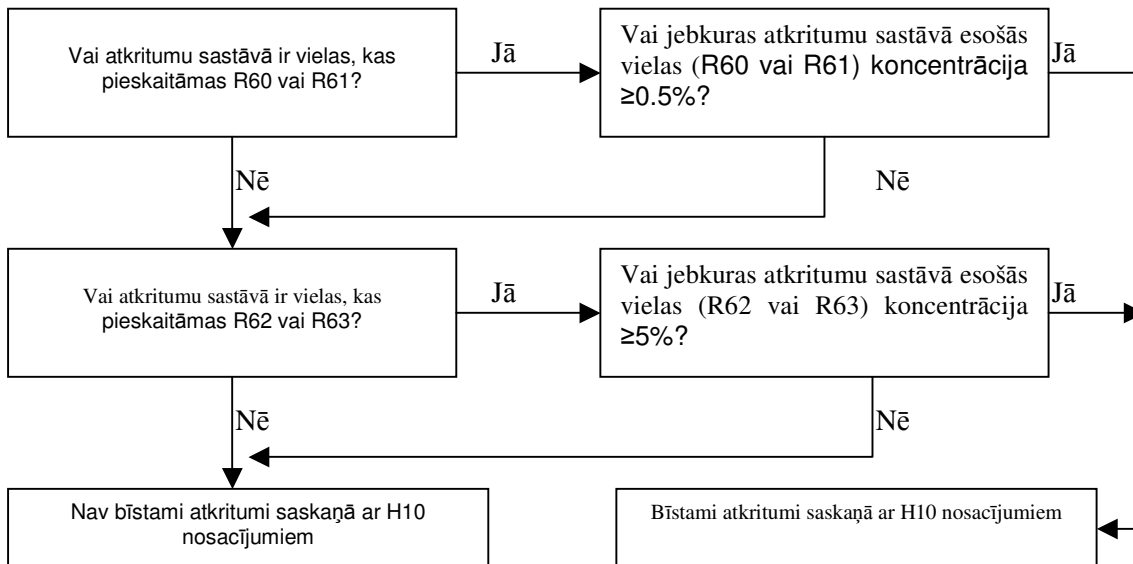 Vai atkritumu sastāvā ir vielas, kas
pieskaitāmas R60 vai R61?
Jā
Vai jebkuras atkritumu sastāvā esošās
vielas (R60 vai R61) koncentrācija
≥0.5%?
Jā
Nē
Nē
Vai atkritumu sastāvā ir vielas, kas
pieskaitāmas R62 vai R63?
Jā
Vai jebkuras atkritumu sastāvā esošās
vielas (R62 vai R63) koncentrācija
≥5%?
Jā
Nē
Nē
Nav bīstami atkritumi saskaņā ar H10
nosacījumiem
Bīstami atkritumi saskaņā ar H10 nosacījumiem